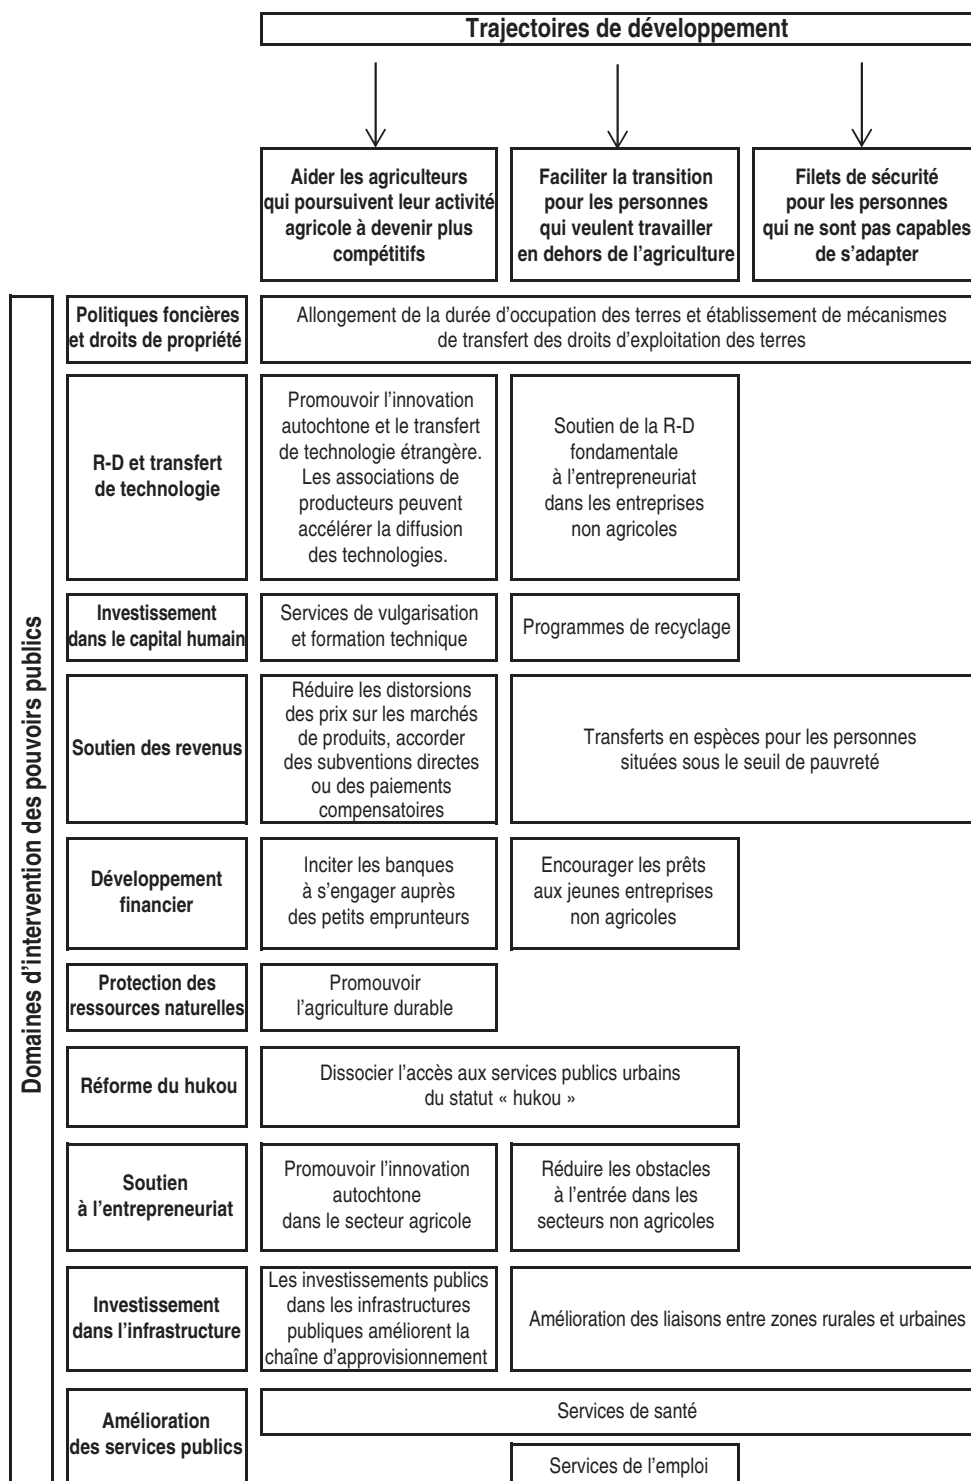 Trajectoires de développement
Aider les agriculteurs
qui poursuivent leur activité
agricole à devenir plus
compétitifs
Faciliter la transition
pour les personnes
qui veulent travailler
en dehors de l'agriculture
Filets de sécurité
pour les personnes
qui ne sont pas capables
de s'adapter
Domaines d'intervention des pouvoirs publics
Politiques foncières
et droits de propriété
Allongement de la durée d'occupation des terres et établissement de mécanismes
de transfert des droits d'exploitation des terres
R-D et transfert
de technologie
Promouvoir l'innovation
autochtone et le transfert
de technologie étrangère.
Les associations de
producteurs peuvent
accélérer la diffusion
des technologies.
Soutien de la R-D
fondamentale
à l'entrepreneuriat
dans les entreprises
non agricoles
Investissement
dans le capital humain
Services de vulgarisation
et formation technique
Programmes de recyclage
Soutien des revenus
Réduire les distorsions
des prix sur les marchés
de produits, accorder
des subventions directes
ou des paiements
compensatoires
Transferts en espèces pour les personnes
situées sous le seuil de pauvreté
Développement
financier
Inciter les banques
à s'engager auprès
des petits emprunteurs
Encourager les prêts
aux jeunes entreprises
non agricoles
Protection des
ressources naturelles
Promouvoir
l'agriculture durable
Réforme du hukou
Dissocier l'accès aux services publics urbains
du statut « hukou »
Soutien
à l'entrepreneuriat
Promouvoir l'innovation
autochtone
dans le secteur agricole
Réduire les obstacles
à l'entrée dans les
secteurs non agricoles
Investissement
dans l'infrastructure
Les investissements publics
dans les infrastructures
publiques améliorent la
chaîne d'approvisionnement
Amélioration des liaisons entre zones rurales et urbaines
Amélioration
des services publics
Services de santé
Services de l'emploi